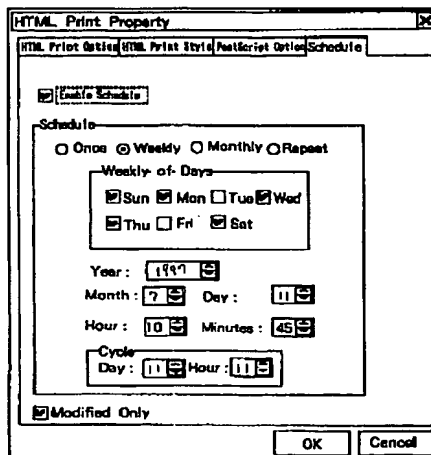 HTML Print Property
HTML Print Option HTML Print Style PostScript Option Schedule
Enable Schedule
Schedule
Once Weekly Monthly Repeat
Weekly of Days
Sun Mon Tue Wed
Thu Fri Sat
Year : 1997
Month : 7 Day : 11
Hour : 10 Minutes : 45
Cycle
Day : 11 Hour : 11
Modified Only
OK Cancel